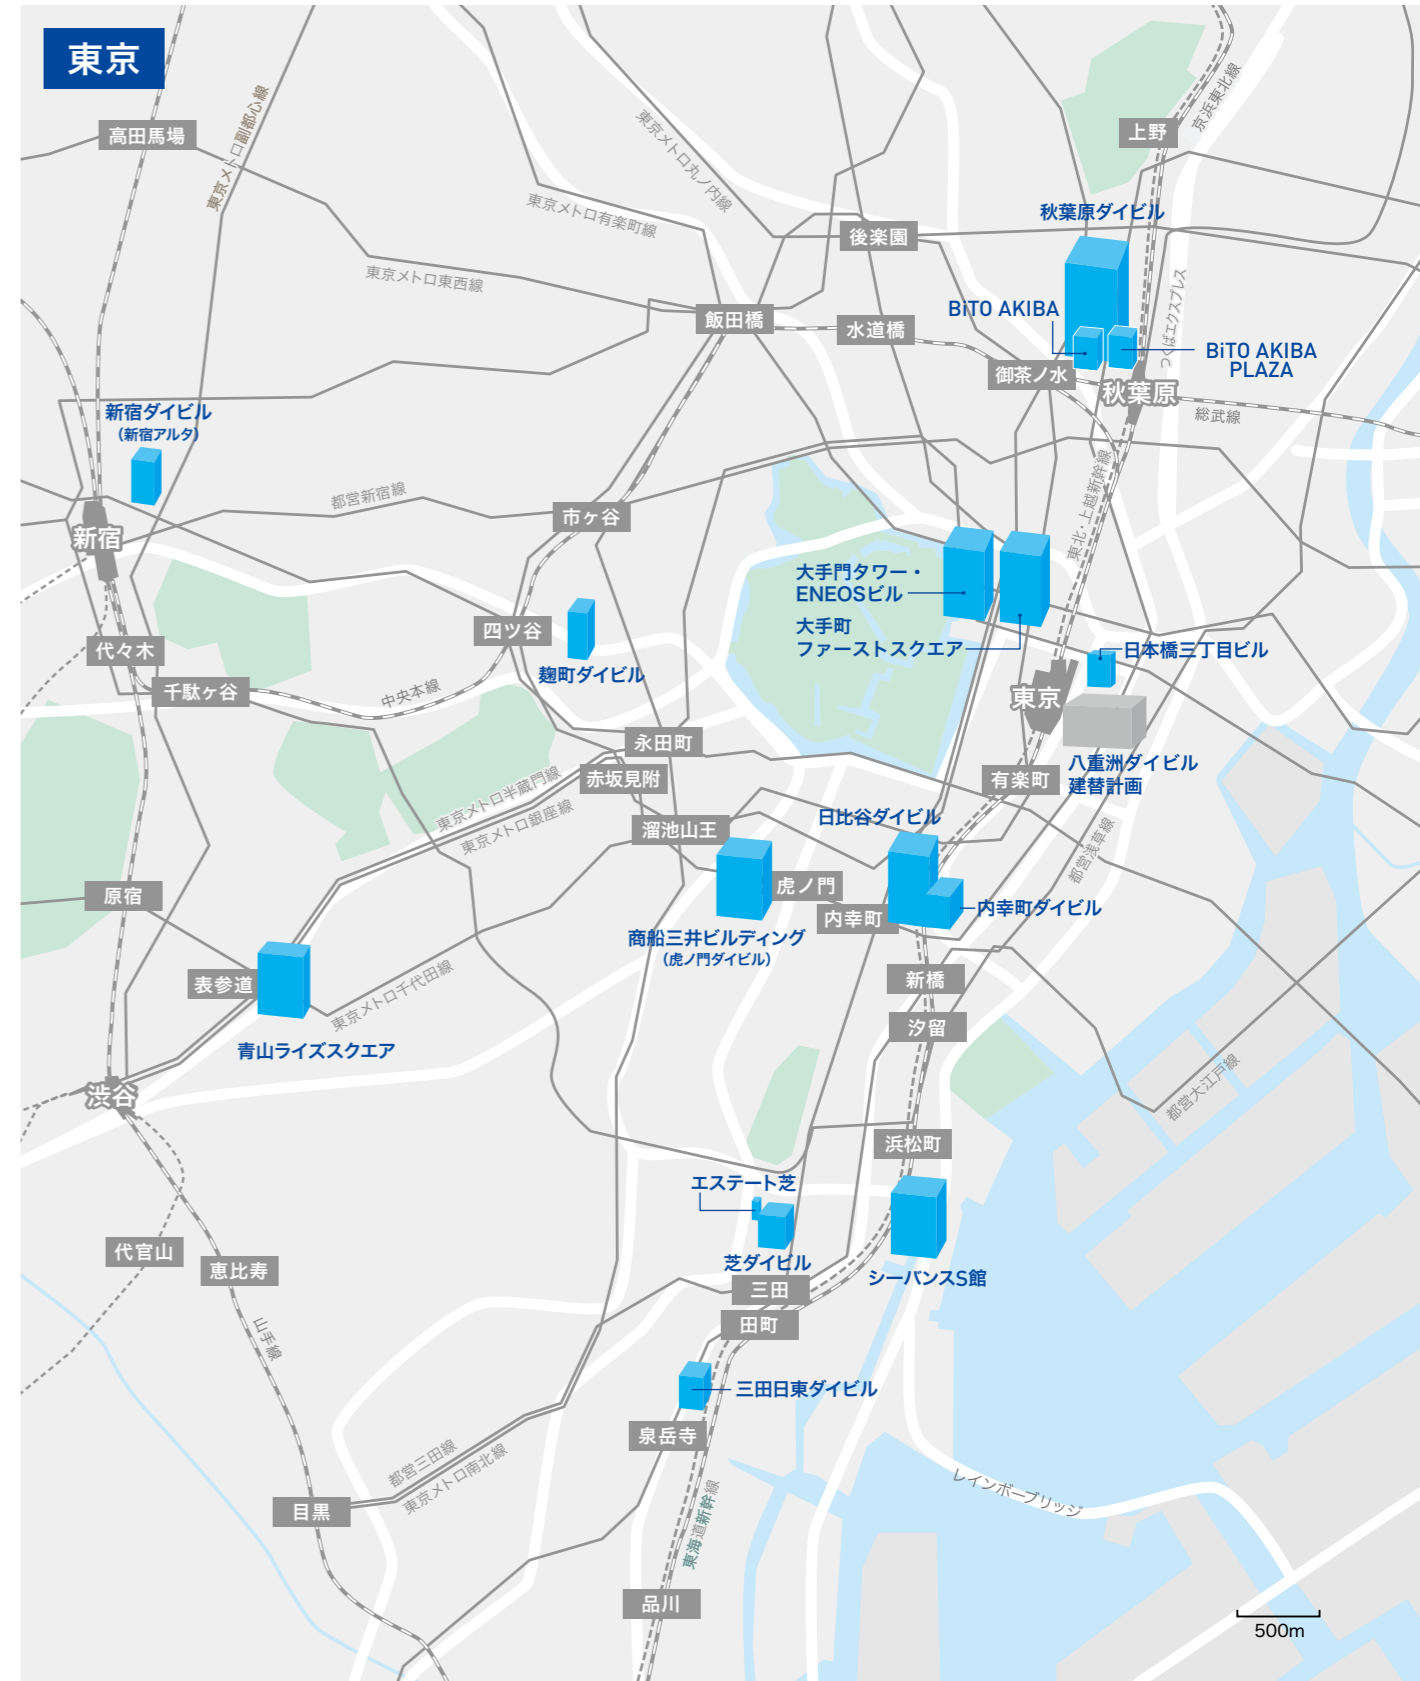 東京
高田馬場
東京メトロ副都心線
東京メトロ丸ノ内線
上野
京浜東北線
東京メトロ有楽町線
後楽園
秋葉原ダイビル
東京メトロ東西線
飯田橋
水道橋
BiTO AKIBA
つくばエクスプレス
BiTO AKIBA
PLAZA
御茶ノ水
秋葉原
総武線
新宿ダイビル
(新宿アルタ)
都営新宿線
市ヶ谷
新宿
東北・上越新幹線
大手門タワー・
ENEOSビル
大手町
ファーストスクエア
四ツ谷
麹町ダイビル
代々木
千駄ヶ谷
中央本線
日本橋三丁目ビル
東京
永田町
赤坂見附
有楽町
八重洲ダイビル
建替計画
東京メトロ半蔵門線
東京メトロ銀座線
溜池山王
日比谷ダイビル
都営浅草線
原宿
虎ノ門
内幸町
内幸町ダイビル
商船三井ビルディング
(虎ノ門ダイビル)
表参道
東京メトロ千代田線
新橋
汐留
青山ライズスクエア
渋谷
都営大江戸線
浜松町
エステート芝
芝ダイビル
シーバンスS館
代官山
恵比寿
三田
田町
山手線
三田日東ダイビル
泉岳寺
都営三田線
東京メトロ南北線
レインボーブリッジ
目黒
東海道新幹線
品川
500m